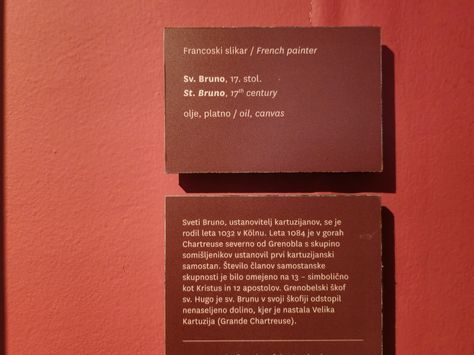 Francoski slikar / French painter
Sv. Bruno, 17. stol.
St. Bruno, 17th century
olje, platno / oil, canvas
Sveti Bruno, ustanovitelj kartuzijanov, se je
rodil leta 1032 v Kölnu. Leta 1084 je v gorah
Chartreuse severno od Grenobla s skupino
somišljenikov ustanovil prvi kartuzijanski
samostan. Število članov samostanske
skupnosti je bilo omejeno na 13 – simbolično
kot Kristus in 12 apostolov. Grenobelski škof
sv. Hugo je sv. Brunu v svoji škofiji odstopil
nenaseljeno dolino, kjer je nastala Velika
Kartuzija (Grande Chartreuse).